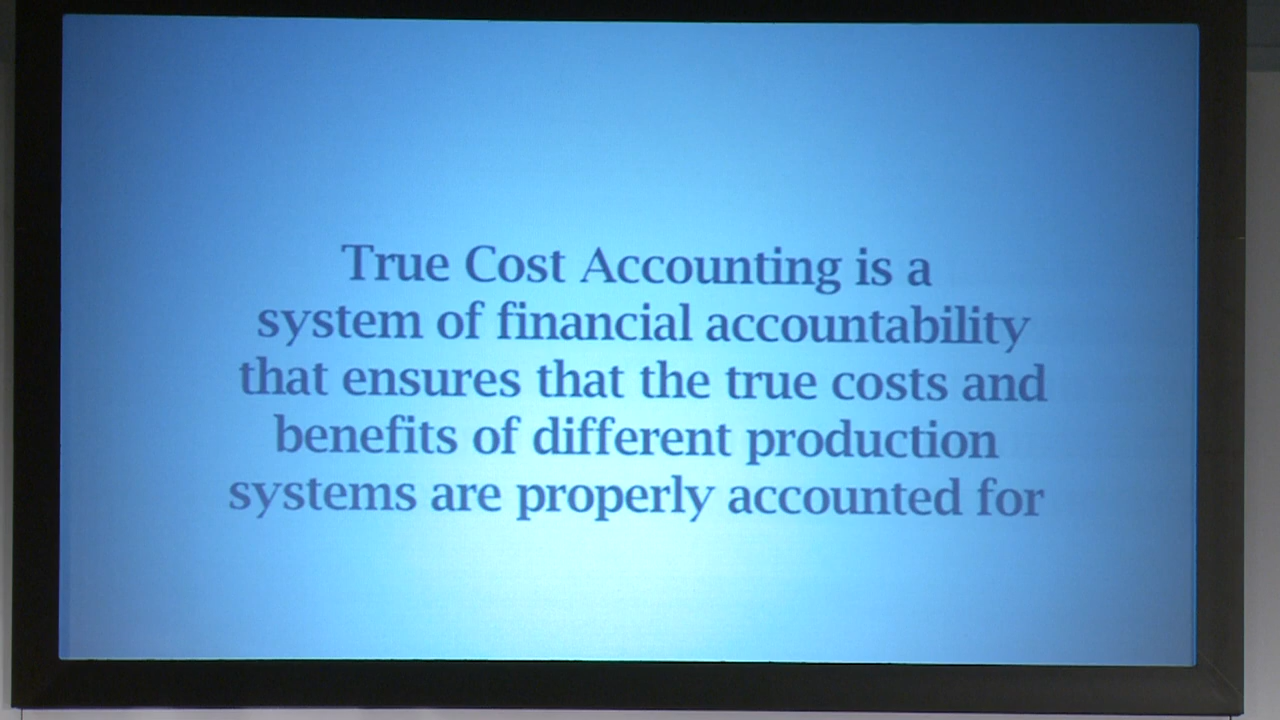 True Cost Accounting is a
system of financial accountability
that ensures that the true costs and
benefits of different production
systems are properly accounted for